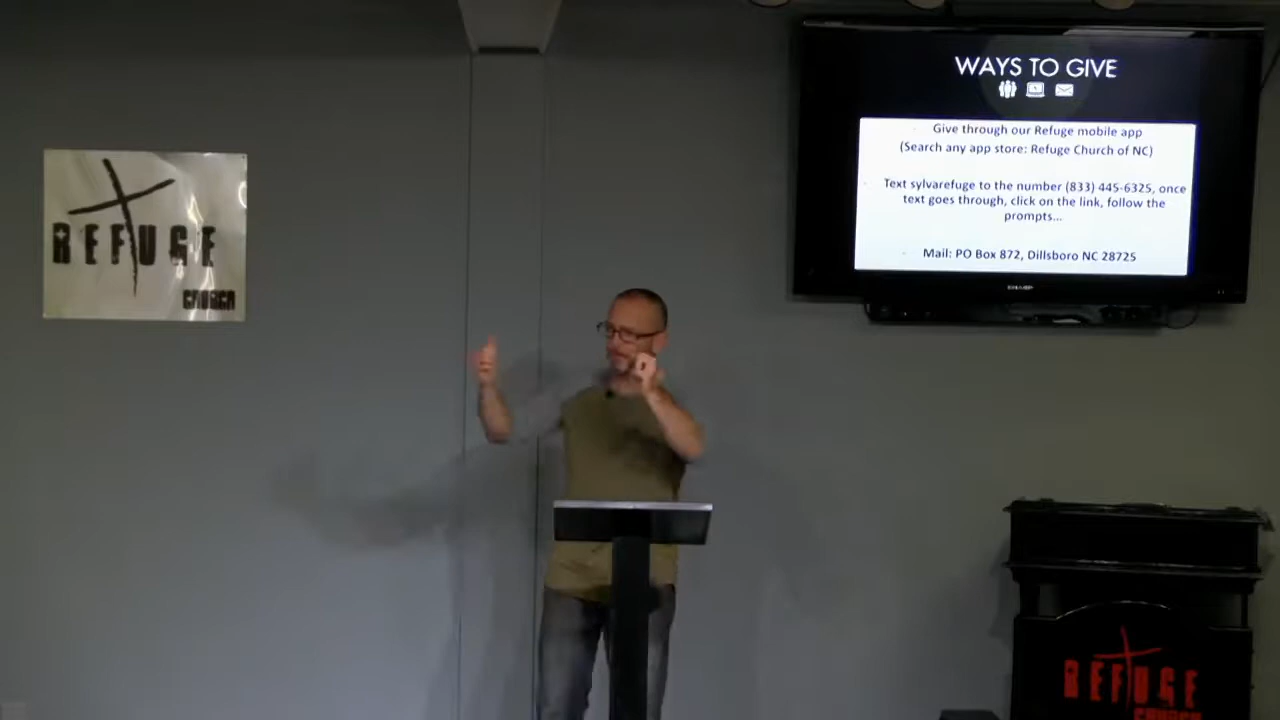 REFUGE
CHURCH
WAYS TO GIVE
Give through our Refuge mobile app
(Search any app store: Refuge Church of NC)
Text sylvarefuge to the number (833) 445-6325, once
text goes through, click on the link, follow the
prompts...
Mail: PO Box 872, Dillsboro NC 28725
SHARP
REFUGE
CHURCH